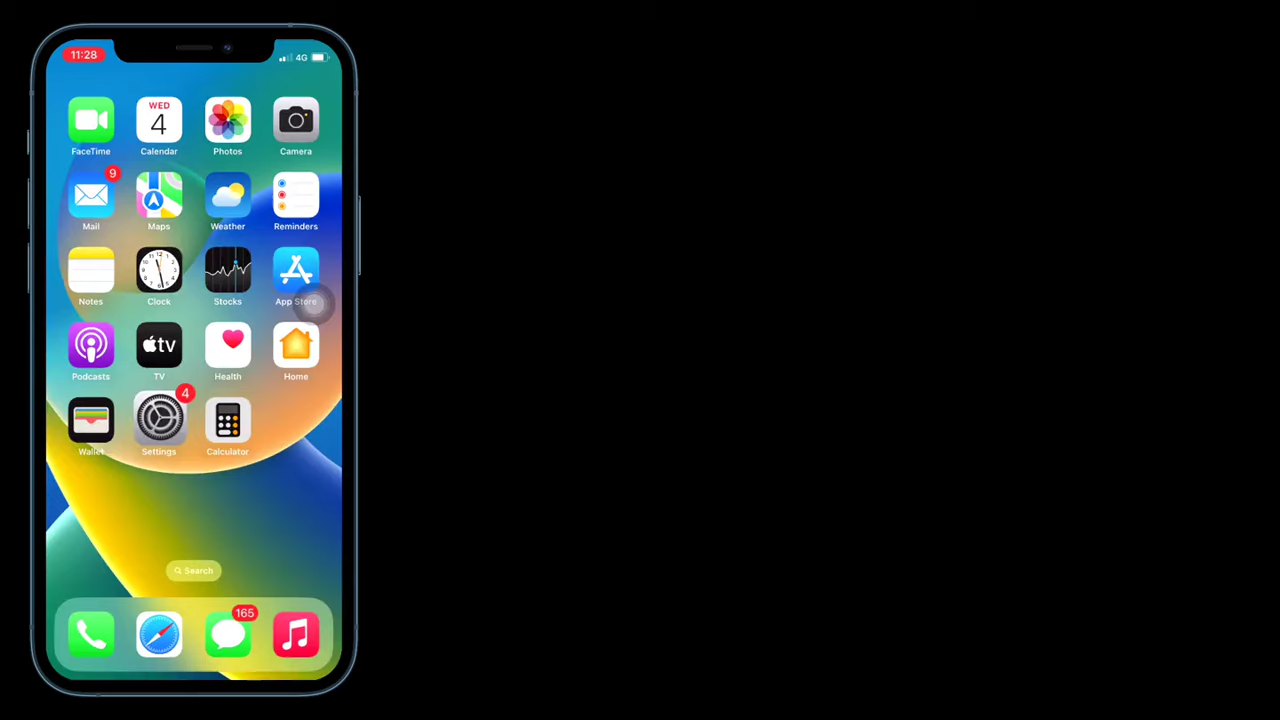 11:28
4G
WED
4
FaceTime
Calendar
Photos
Camera
9
Mail
Maps
Weather
Reminders
Notes
Clock
Stocks
App Store
tv
Podcasts
TV
Health
Home
4
Wallet
Settings
Calculator
Search
165